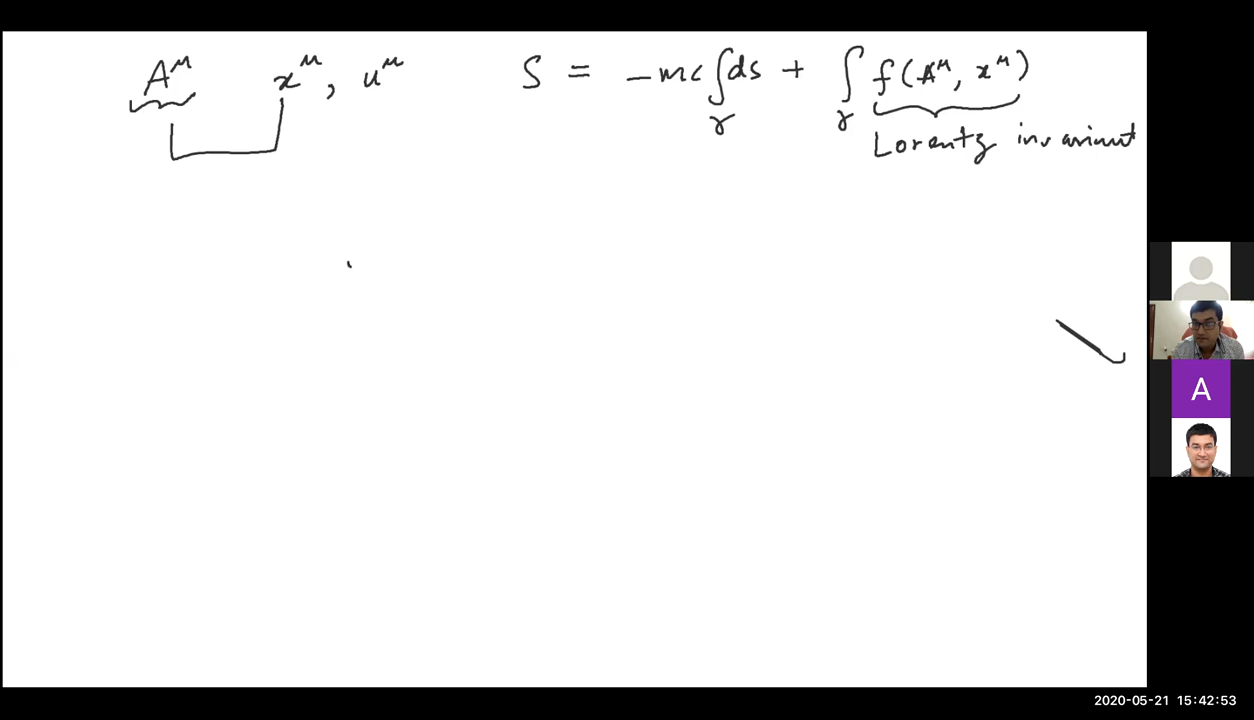 A^μ x^μ, u^μ S = -mc ∫_γ ds + ∫_γ f(A^μ, x^μ)
Lorentz invariant
A
2020-05-21 15:42:53